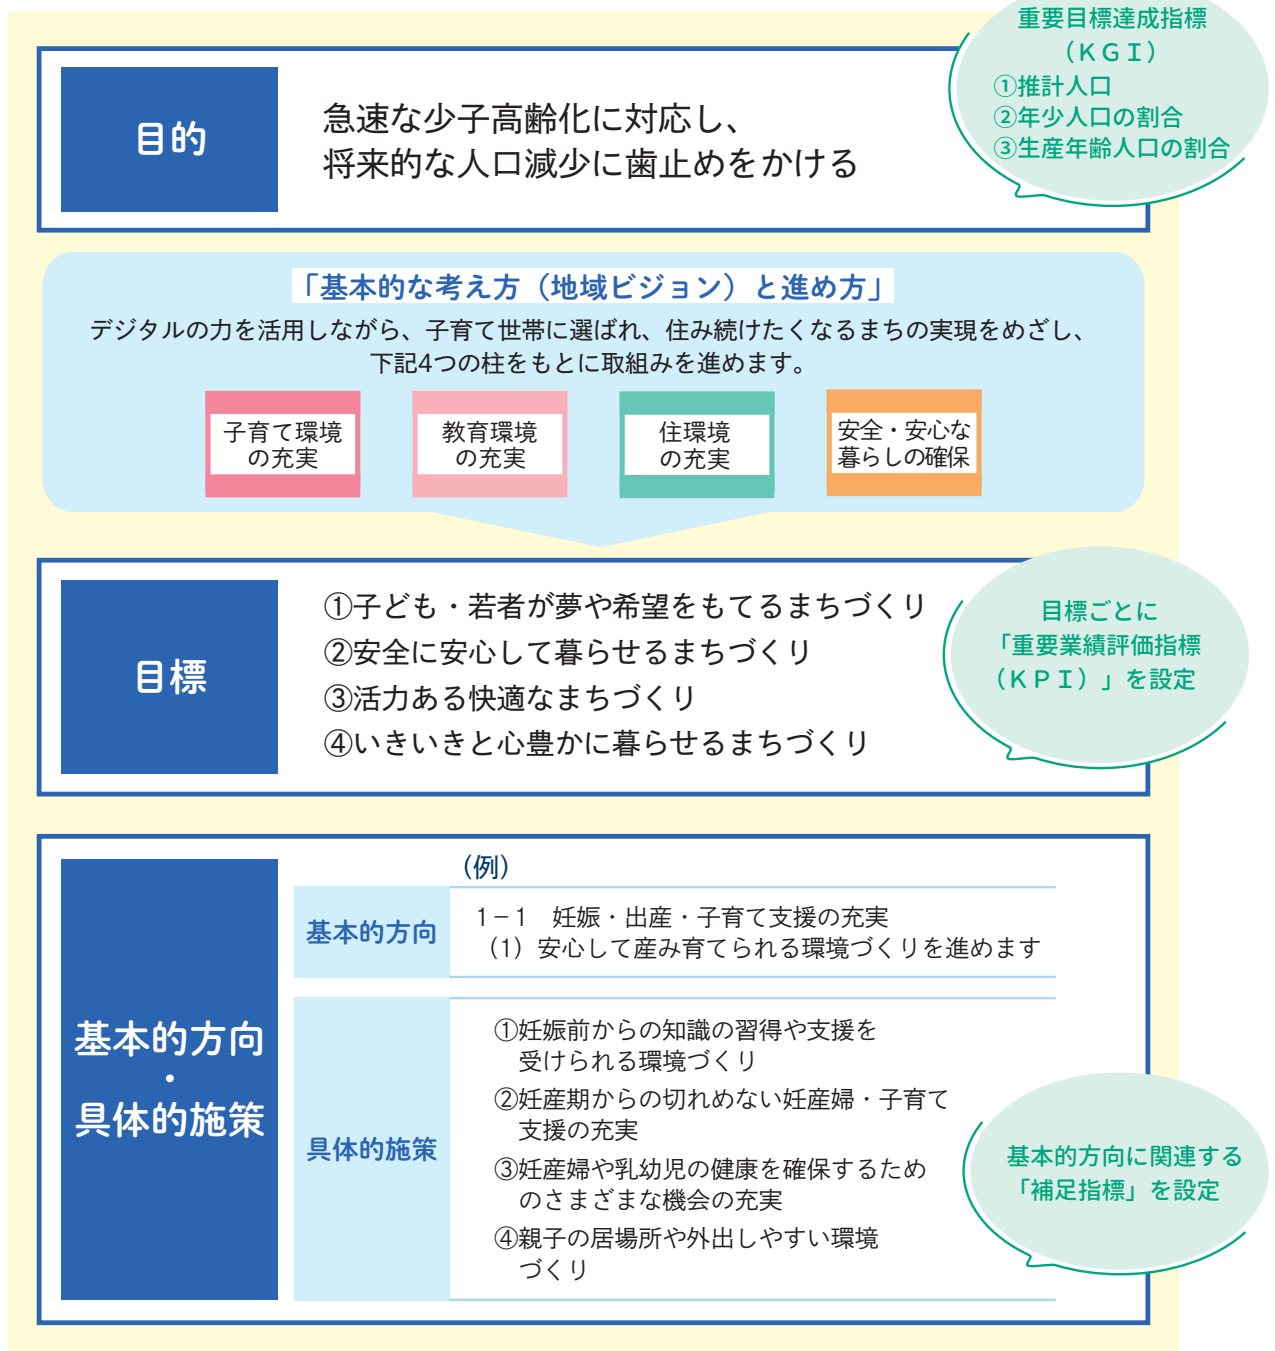 重要目標達成指標
（ＫＧＩ）
①推計人口
②年少人口の割合
③生産年齢人口の割合
目的
急速な少子高齢化に対応し、
将来的な人口減少に歯止めをかける
「基本的な考え方（地域ビジョン）と進め方」
デジタルの力を活用しながら、子育て世帯に選ばれ、住み続けたくなるまちの実現をめざし、
下記4つの柱をもとに取組みを進めます。
子育て環境
の充実
教育環境
の充実
住環境
の充実
安全・安心な
暮らしの確保
目標
①子ども・若者が夢や希望をもてるまちづくり
②安全に安心して暮らせるまちづくり
③活力ある快適なまちづくり
④いきいきと心豊かに暮らせるまちづくり
目標ごとに
「重要業績評価指標
（ＫＰＩ）」を設定
基本的方向
・
具体的施策
（例）
基本的方向
1－1　妊娠・出産・子育て支援の充実
（1）安心して産み育てられる環境づくりを進めます
具体的施策
①妊娠前からの知識の習得や支援を
受けられる環境づくり
②妊産期からの切れめない妊産婦・子育て
支援の充実
③妊産婦や乳幼児の健康を確保するため
のさまざまな機会の充実
④親子の居場所や外出しやすい環境
づくり
基本的方向に関連する
「補足指標」を設定